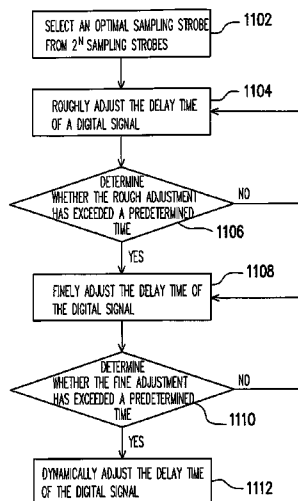 SELECT AN OPTIMAL SAMPLING STROBE
FROM 2^N SAMPLING STROBES
1102
ROUGHLY ADJUST THE DELAY TIME
OF A DIGITAL SIGNAL
1104
DETERMINE
WHETHER THE ROUGH ADJUSTMENT
HAS EXCEEDED A PREDETERMINED
TIME
NO
1106
YES
1108
FINELY ADJUST THE DELAY TIME OF
THE DIGITAL SIGNAL
DETERMINE
WHETHER THE FINE ADJUSTMENT
HAS EXCEEDED A PREDETERMINED
TIME
NO
1110
YES
DYNAMICALLY ADJUST THE DELAY TIME
OF THE DIGITAL SIGNAL
1112